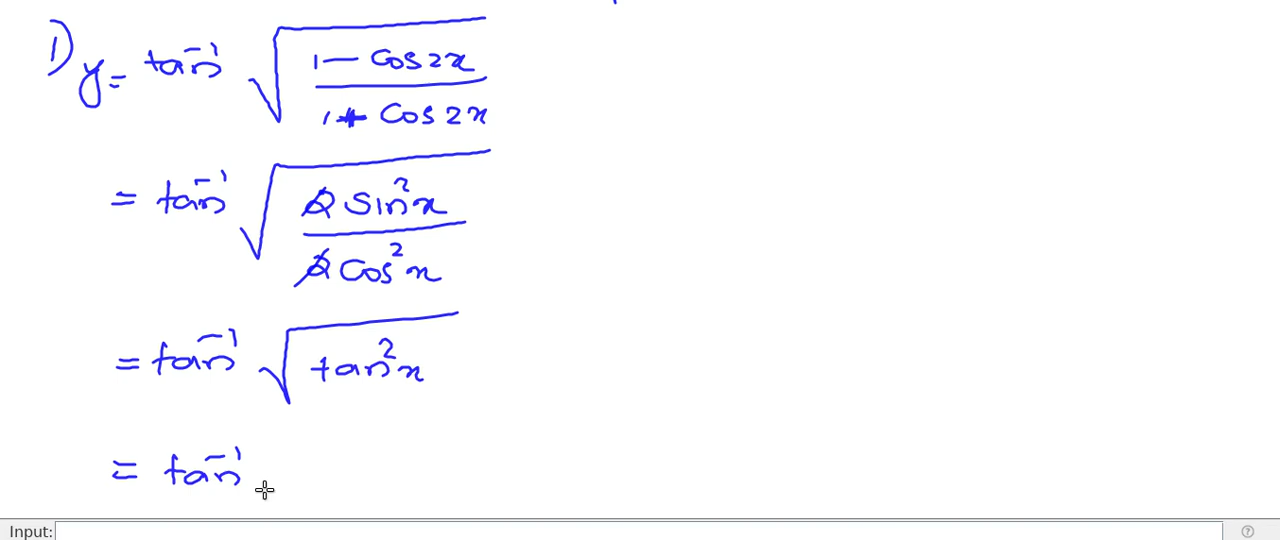 1) y = tan⁻¹ √((1 − Cos 2x)/(1 + Cos 2x))
= tan⁻¹ √((2 Sin²x)/(2 Cos²x))
= tan⁻¹ √(tan²x)
= tan⁻¹
Input: